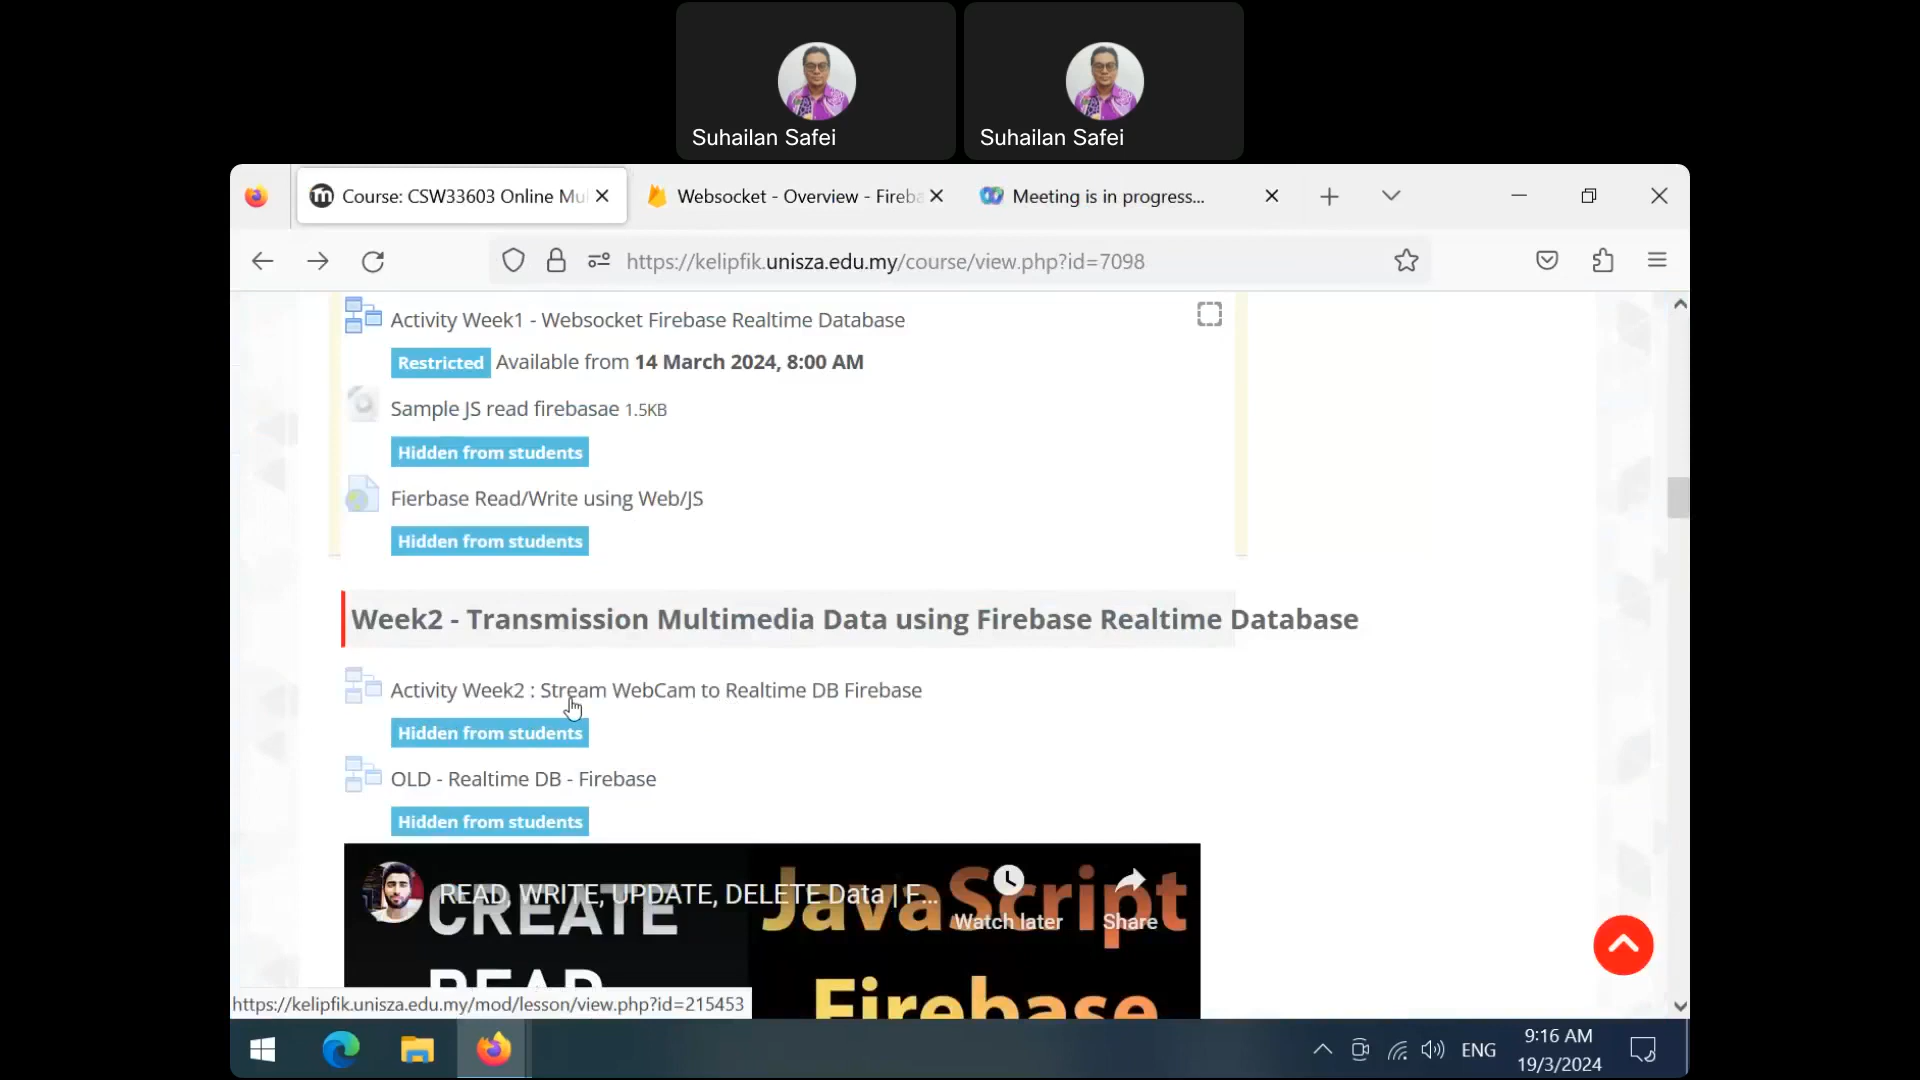 Suhailan Safei
Suhailan Safei
Course: CSW33603 Online Mul
Websocket - Overview - Fireba
Meeting is in progress...
https://kelipfik.unisza.edu.my/course/view.php?id=7098
Activity Week1 - Websocket Firebase Realtime Database
Restricted Available from 14 March 2024, 8:00 AM
Sample JS read firebasae 1.5KB
Hidden from students
Fierbase Read/Write using Web/JS
Hidden from students
Week2 - Transmission Multimedia Data using Firebase Realtime Database
Activity Week2 : Stream WebCam to Realtime DB Firebase
Hidden from students
OLD - Realtime DB - Firebase
Hidden from students
READ, WRITE, UPDATE, DELETE Data | F...
Watch later
Share
CREATE
READ
JavaScript
Firebase
https://kelipfik.unisza.edu.my/mod/lesson/view.php?id=215453
ENG
9:16 AM
19/3/2024